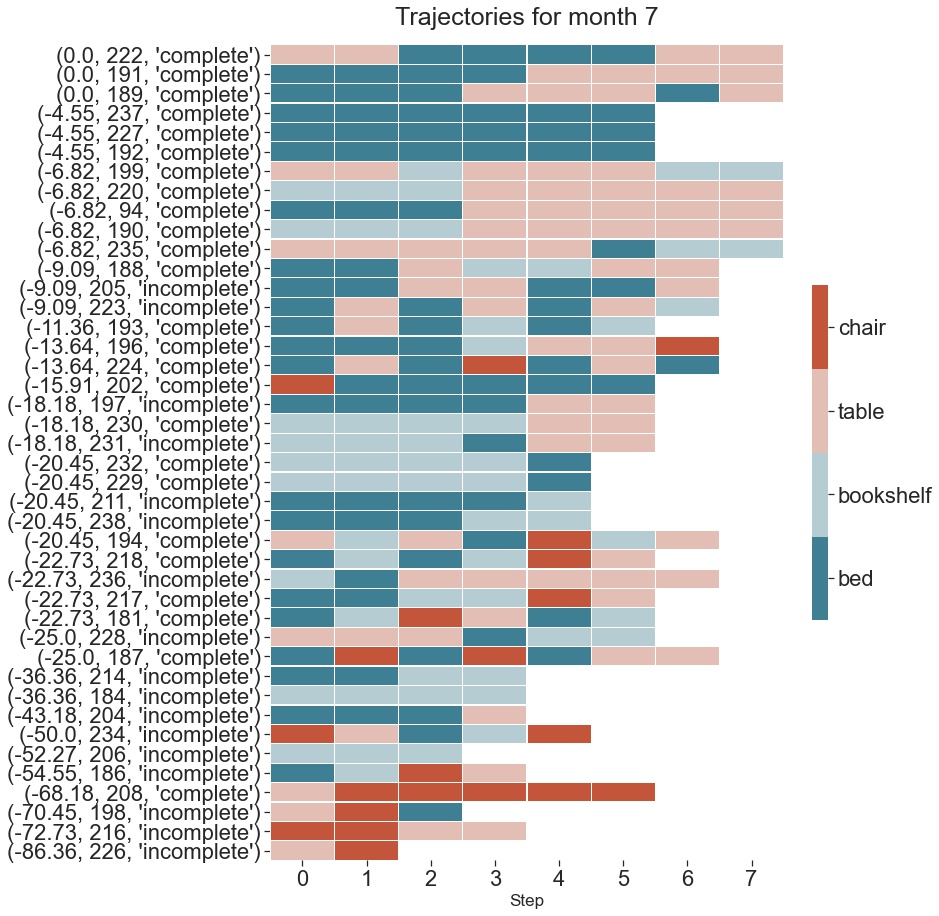 Trajectories for month 7
(0.0, 222, 'complete')
(0.0, 191, 'complete')
(0.0, 189, 'complete')
(-4.55, 237, 'complete')
(-4.55, 227, 'complete')
(-4.55, 192, 'complete')
(-6.82, 199, 'complete')
(-6.82, 220, 'complete')
(-6.82, 94, 'complete')
(-6.82, 190, 'complete')
(-6.82, 235, 'complete')
(-9.09, 188, 'complete')
(-9.09, 205, 'incomplete')
(-9.09, 223, 'incomplete')
(-11.36, 193, 'complete')
(-13.64, 196, 'complete')
(-13.64, 224, 'complete')
(-15.91, 202, 'complete')
(-18.18, 197, 'incomplete')
(-18.18, 230, 'complete')
(-18.18, 231, 'incomplete')
(-20.45, 232, 'complete')
(-20.45, 229, 'complete')
(-20.45, 211, 'incomplete')
(-20.45, 238, 'incomplete')
(-20.45, 194, 'complete')
(-22.73, 218, 'complete')
(-22.73, 236, 'incomplete')
(-22.73, 217, 'complete')
(-22.73, 181, 'complete')
(-25.0, 228, 'incomplete')
(-25.0, 187, 'complete')
(-36.36, 214, 'incomplete')
(-36.36, 184, 'incomplete')
(-43.18, 204, 'incomplete')
(-50.0, 234, 'incomplete')
(-52.27, 206, 'incomplete')
(-54.55, 186, 'incomplete')
(-68.18, 208, 'complete')
(-70.45, 198, 'incomplete')
(-72.73, 216, 'incomplete')
(-86.36, 226, 'incomplete')
0 1 2 3 4 5 6 7
Step
chair
table
bookshelf
bed